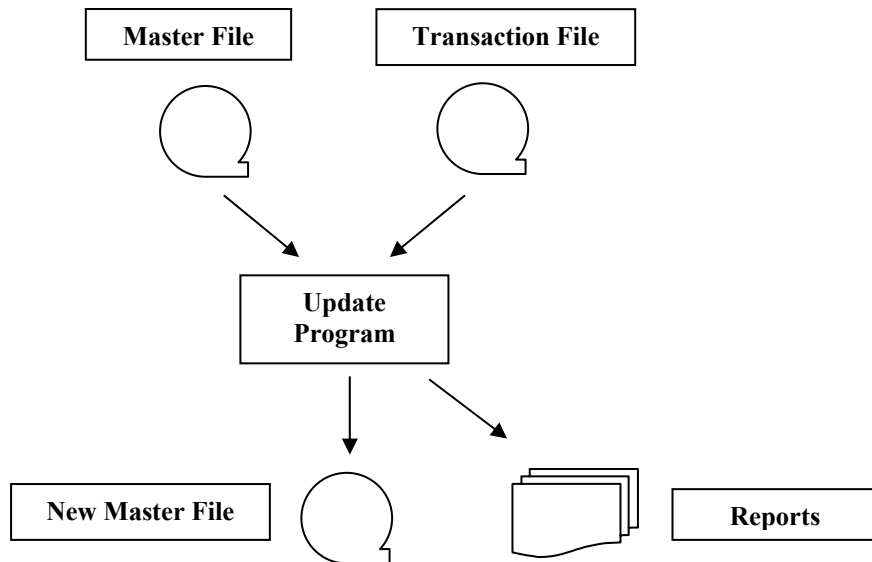 Master File
Transaction File
Update
Program
New Master File
Reports